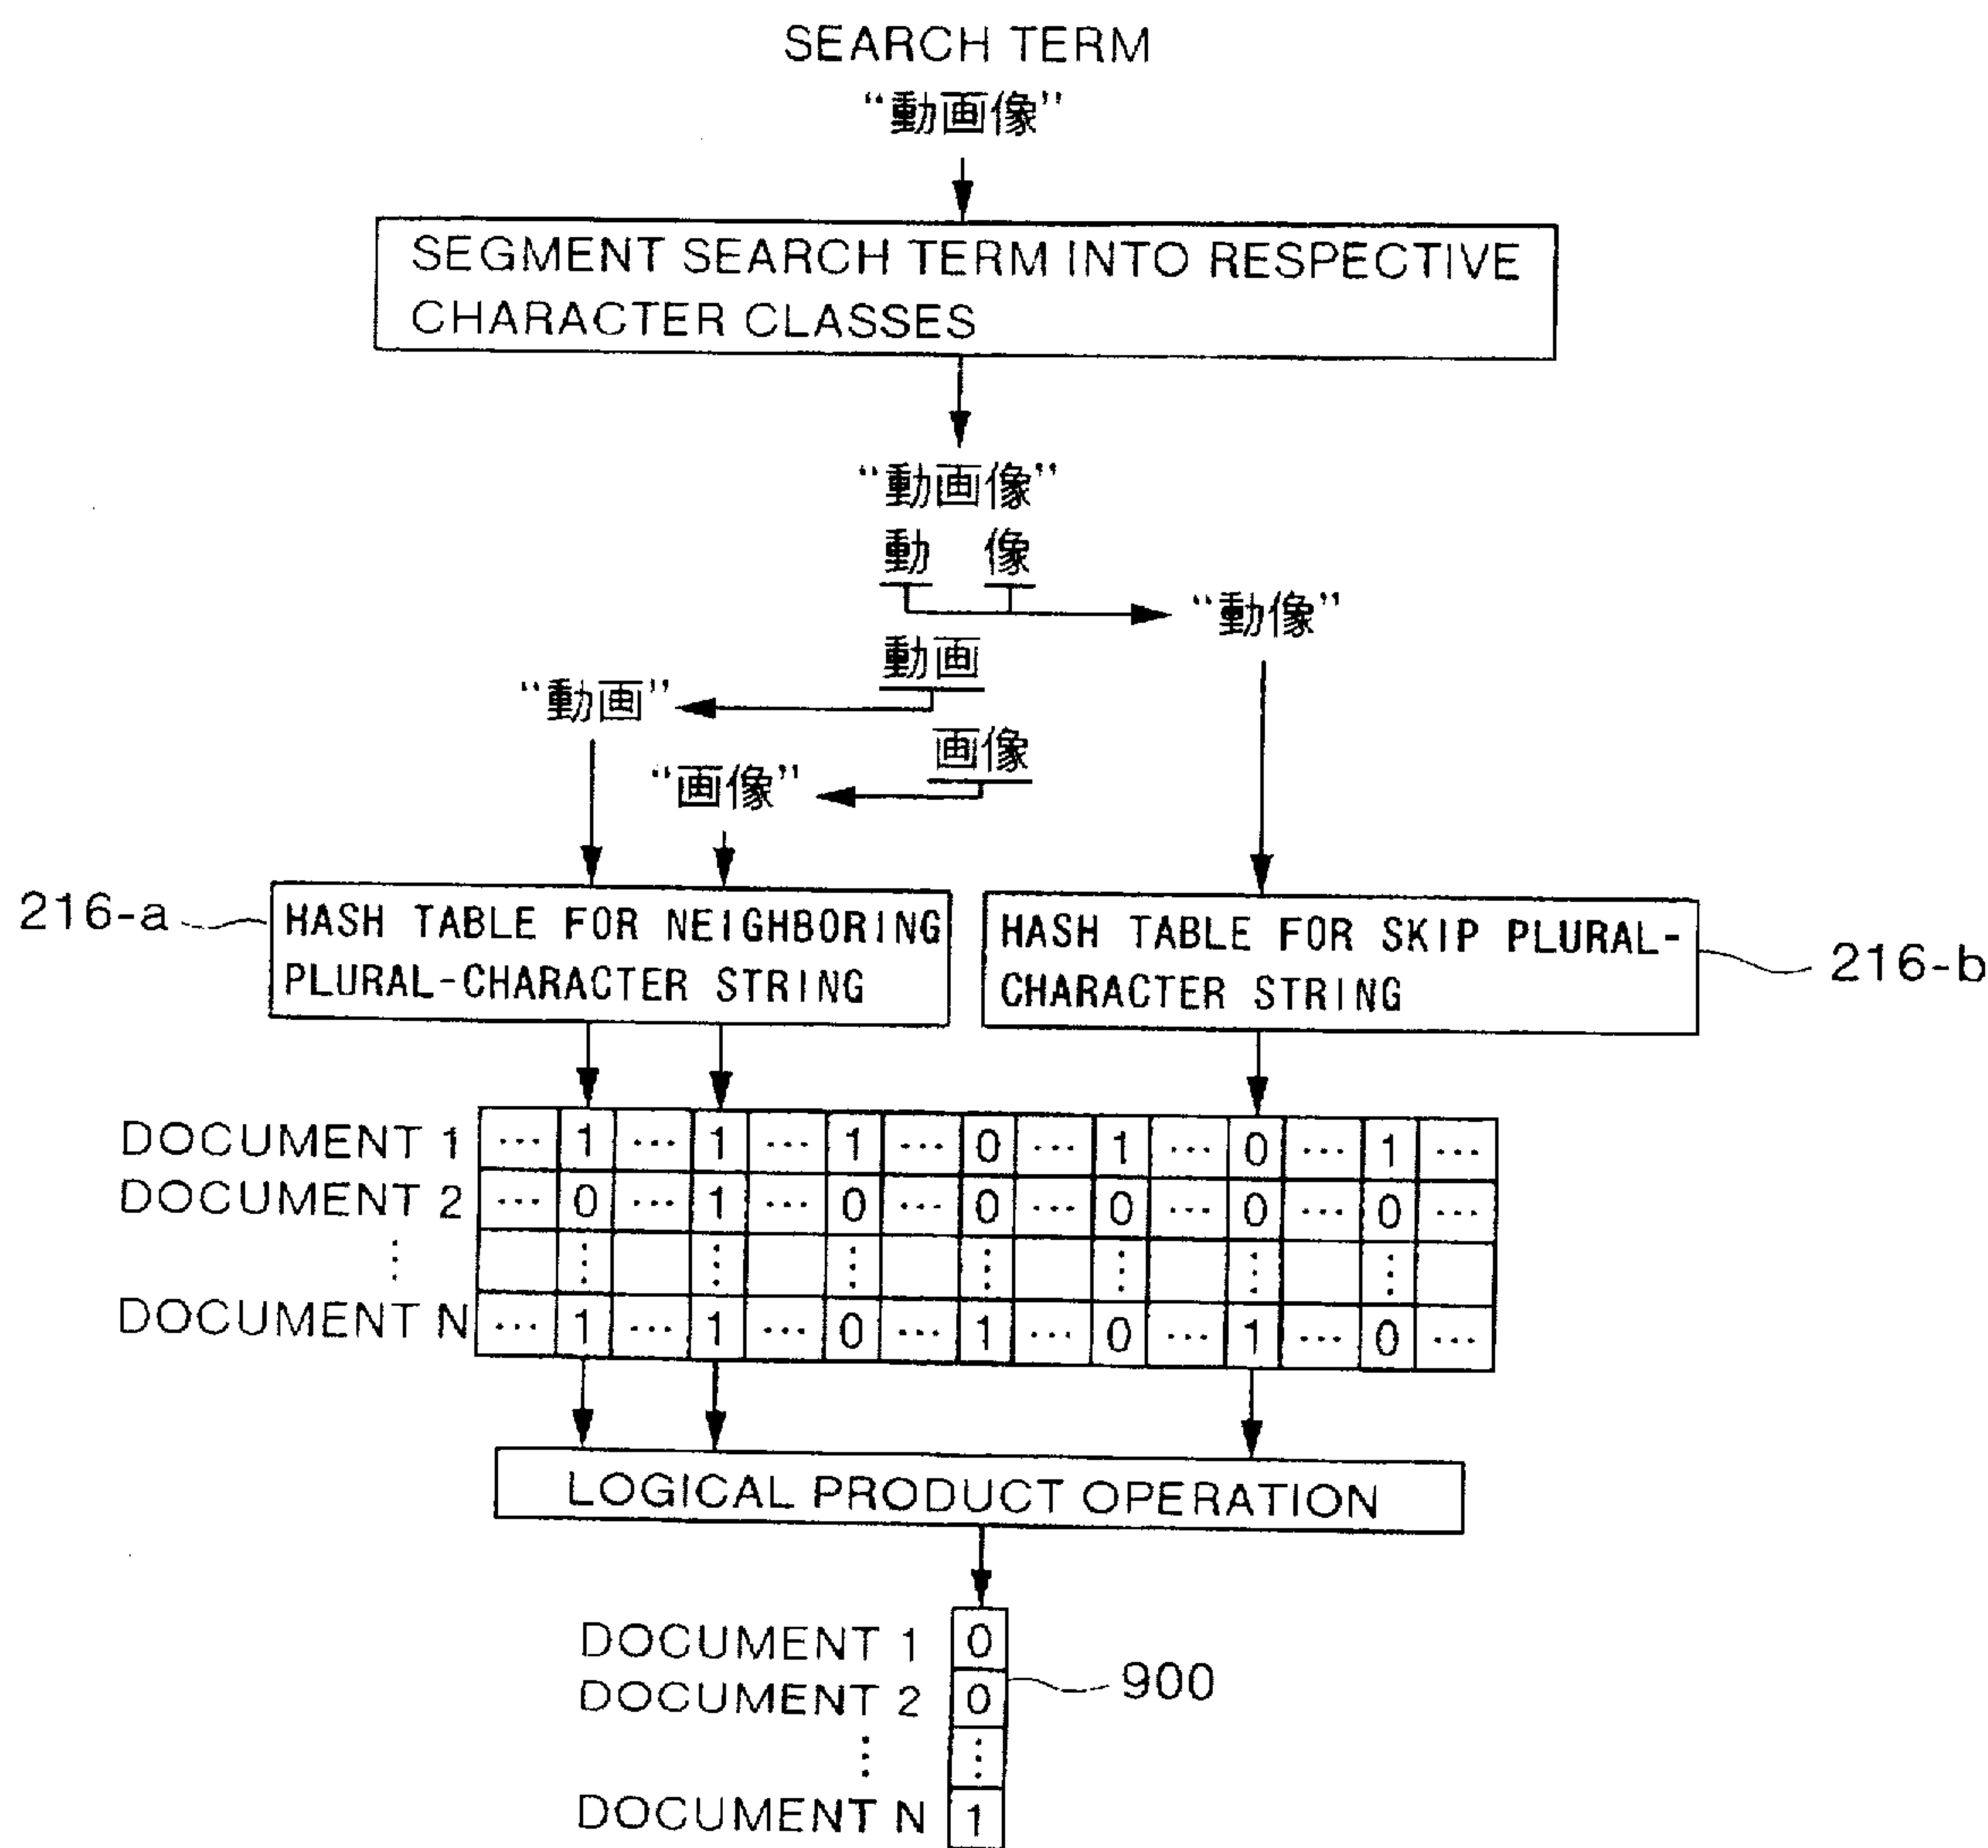 SEARCH TERM
“動画像”
SEGMENT SEARCH TERM INTO RESPECTIVE
CHARACTER CLASSES
“動画像”
動 像
“動像”
動画
“動画”
画像
“画像”
216-a
HASH TABLE FOR NEIGHBORING
PLURAL-CHARACTER STRING
HASH TABLE FOR SKIP PLURAL-
CHARACTER STRING
216-b
DOCUMENT 1 ... 1 ... 1 ... 1 ... 0 ... 1 ... 0 ... 1 ...
DOCUMENT 2 ... 0 ... 1 ... 0 ... 0 ... 0 ... 0 ... 0 ...
⋮ ⋮ ⋮ ⋮ ⋮ ⋮ ⋮ ⋮
DOCUMENT N ... 1 ... 1 ... 0 ... 1 ... 0 ... 1 ... 0 ...
LOGICAL PRODUCT OPERATION
DOCUMENT 1 0
DOCUMENT 2 0
900
⋮ ⋮
DOCUMENT N 1